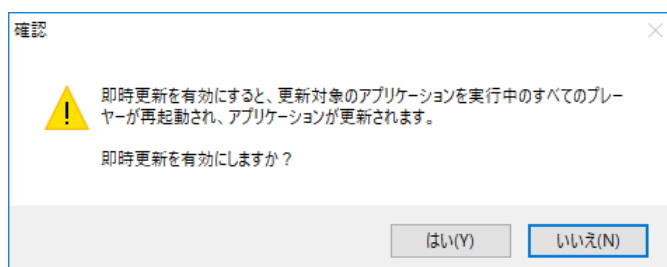 確認
即時更新を有効にすると、更新対象のアプリケーションを実行中のすべてのプレー
ヤーが再起動され、アプリケーションが更新されます。
即時更新を有効にしますか？
はい(Y)
いいえ(N)